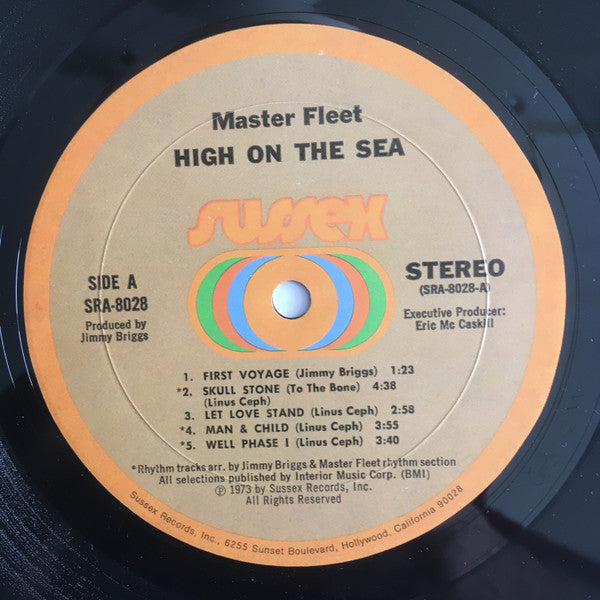 Master Fleet
HIGH ON THE SEA
sussex
SIDE A
SRA-8028
Produced by
Jimmy Briggs
STEREO
(SRA-8028-A)
Executive Producer:
Eric Mc Caskill
1. FIRST VOYAGE (Jimmy Briggs) 1:23
*2. SKULL STONE (To The Bone) 4:38
(Linus Ceph)
3. LET LOVE STAND (Linus Ceph) 2:58
*4. MAN & CHILD (Linus Ceph) 3:55
*5. WELL PHASE I (Linus Ceph) 3:40
*Rhythm tracks arr. by Jimmy Briggs & Master Fleet rhythm section
All selections published by Interior Music Corp. (BMI)
℗ 1973 by Sussex Records, Inc.
All Rights Reserved
Sussex Records, Inc., 6255 Sunset Boulevard, Hollywood, California 90028